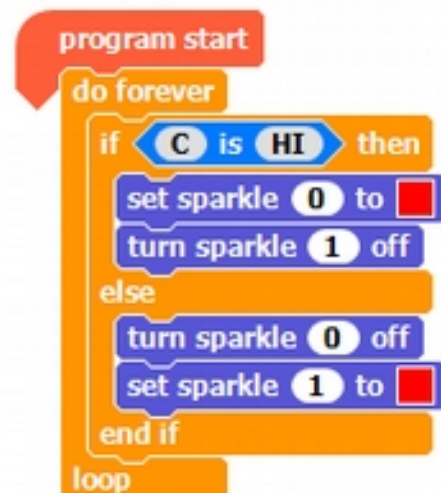 program start
do forever
if C is HI then
set sparkle 0 to
turn sparkle 1 off
else
turn sparkle 0 off
set sparkle 1 to
end if
loop